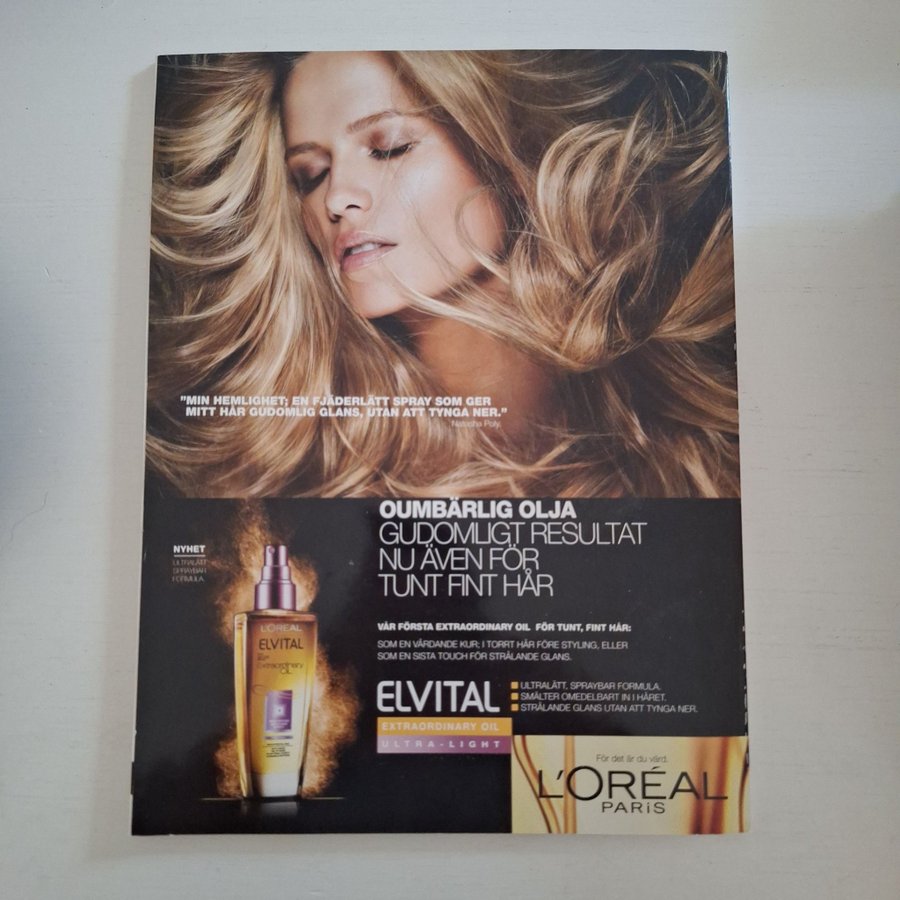 "MIN HEMLIGHET; EN FJÄDERLÄTT SPRAY SOM GER
MITT HÅR GUDOMLIG GLANS, UTAN ATT TYNGA NER."
Natasha Poly.
OUMBÄRLIG OLJA
GUDOMLIGT RESULTAT
NU ÄVEN FÖR
TUNT FINT HÅR
NYHET
ULTRALÄTT
SPRAYBAR
FORMULA.
L'ORÉAL
ELVITAL
Extraordinary
OIL
VÅR FÖRSTA EXTRAORDINARY OIL FÖR TUNT, FINT HÅR:
SOM EN VÅRDANDE KUR; I TORRT HÅR FÖRE STYLING, ELLER
SOM EN SISTA TOUCH FÖR STRÅLANDE GLANS.
ELVITAL
EXTRAORDINARY OIL
ULTRA-LIGHT
ULTRALÄTT, SPRAYBAR FORMULA.
SMÄLTER OMEDELBART IN I HÅRET.
STRÅLANDE GLANS UTAN ATT TYNGA NER.
För det är du värd.
L'ORÉAL
PARiS